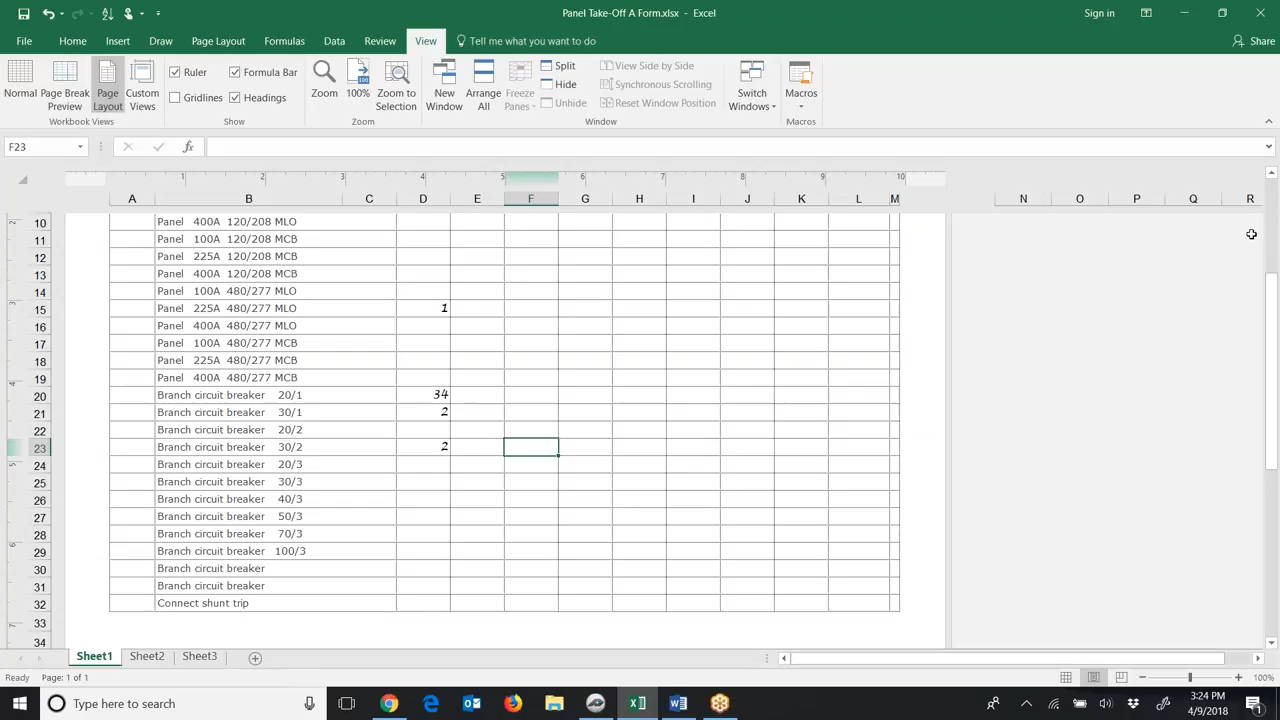 Panel Take-Off A Form.xlsx - Excel
Sign in
File Home Insert Draw Page Layout Formulas Data Review View Tell me what you want to do Share
Normal Page Break Preview Page Layout Custom Views
Workbook Views
Ruler Formula Bar
Gridlines Headings
Show
Zoom 100% Zoom to Selection
Zoom
New Window Arrange All Freeze Panes
Split
Hide
Unhide
View Side by Side
Synchronous Scrolling
Reset Window Position
Switch Windows
Window
Macros
Macros
F23 fx
1 2 3 4 5 6 7 8 9 10
A B C D E F G H I J K L M N O P Q R
10 Panel 400A 120/208 MLO
11 Panel 100A 120/208 MCB
12 Panel 225A 120/208 MCB
13 Panel 400A 120/208 MCB
14 Panel 100A 480/277 MLO
15 Panel 225A 480/277 MLO 1
16 Panel 400A 480/277 MLO
17 Panel 100A 480/277 MCB
18 Panel 225A 480/277 MCB
19 Panel 400A 480/277 MCB
20 Branch circuit breaker 20/1 34
21 Branch circuit breaker 30/1 2
22 Branch circuit breaker 20/2
23 Branch circuit breaker 30/2 2
24 Branch circuit breaker 20/3
25 Branch circuit breaker 30/3
26 Branch circuit breaker 40/3
27 Branch circuit breaker 50/3
28 Branch circuit breaker 70/3
29 Branch circuit breaker 100/3
30 Branch circuit breaker
31 Branch circuit breaker
32 Connect shunt trip
33
34
Sheet1 Sheet2 Sheet3
Ready Page: 1 of 1 100%
Type here to search
3:24 PM
4/9/2018